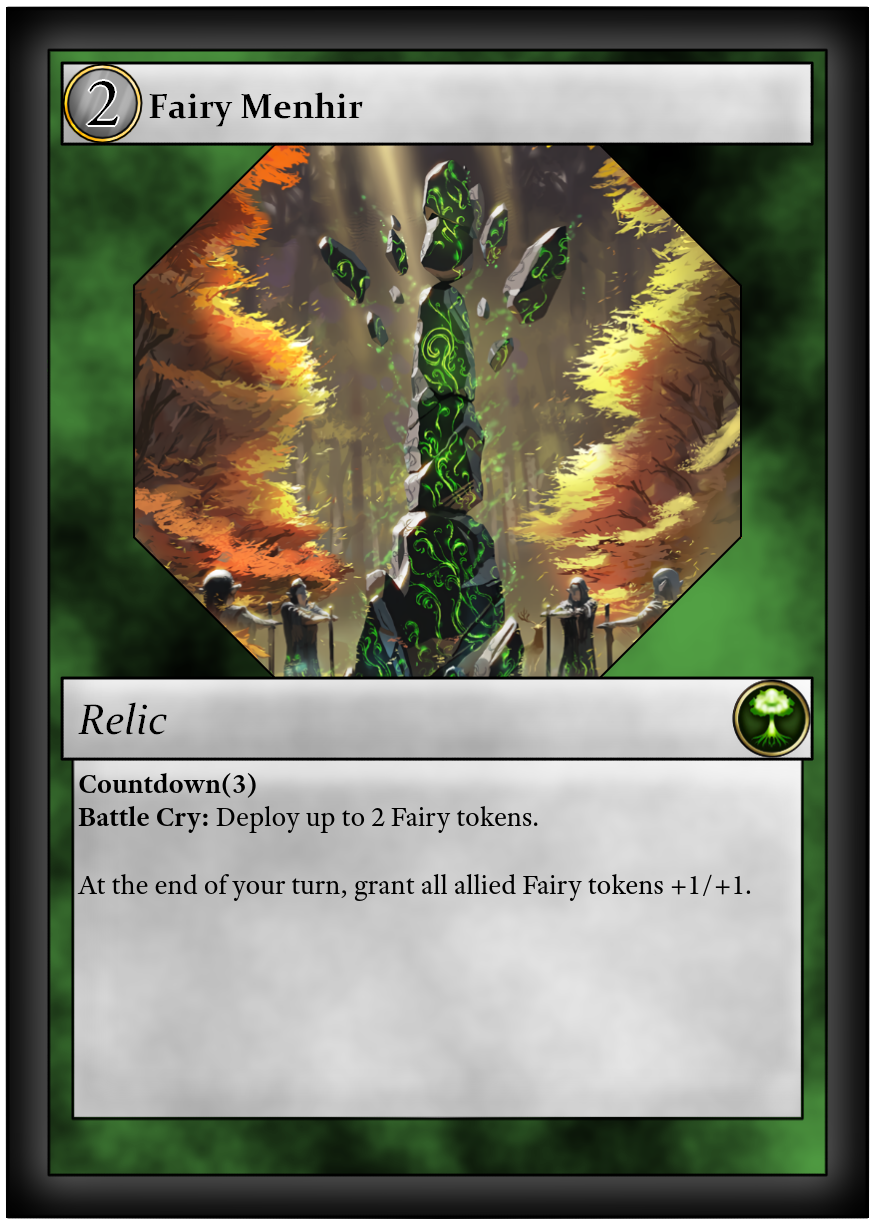 2
Fairy Menhir
Relic
Countdown(3)
Battle Cry: Deploy up to 2 Fairy tokens.
At the end of your turn, grant all allied Fairy tokens +1/+1.